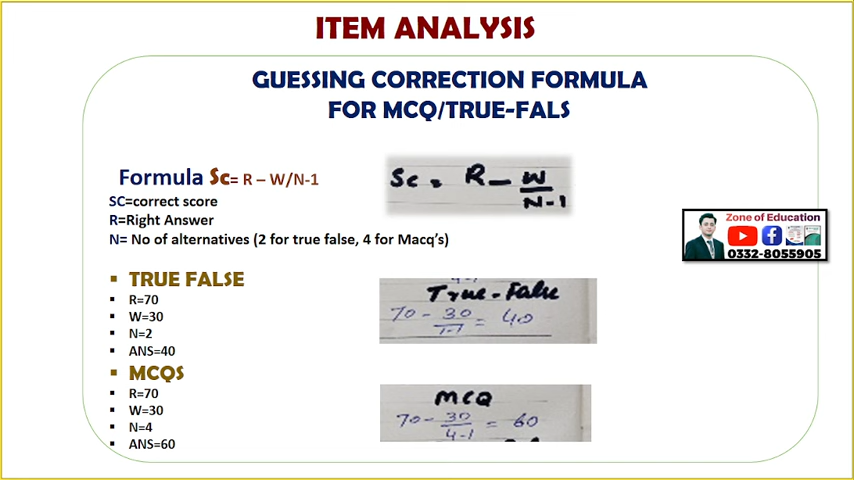 ITEM ANALYSIS
GUESSING CORRECTION FORMULA
FOR MCQ/TRUE-FALS
Formula Sc= R – W/N-1
SC=correct score
R=Right Answer
N= No of alternatives (2 for true false, 4 for Macq's)
Sc = R - W/N-1
Zone of Education
0332-8055905
TRUE FALSE
R=70
W=30
N=2
ANS=40
True-False
70 - 30/ = 40
MCQS
R=70
W=30
N=4
ANS=60
MCQ
70 - 30/4-1 = 60